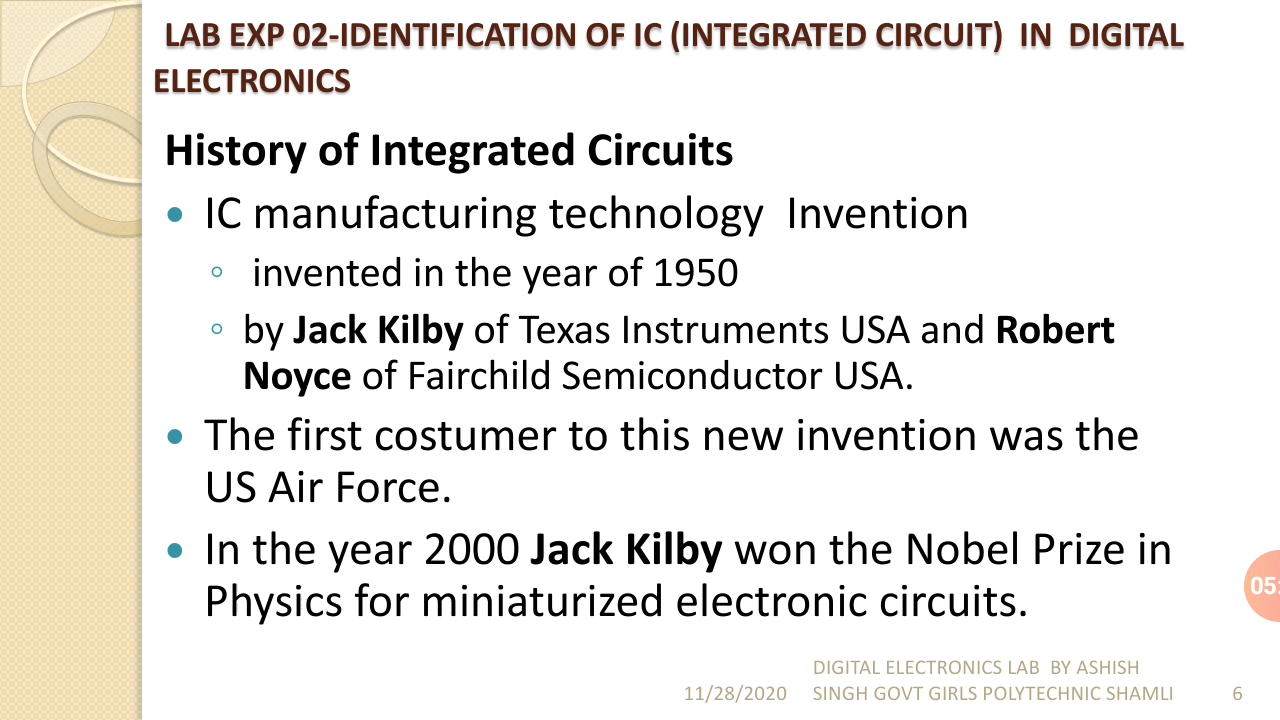 LAB EXP 02-IDENTIFICATION OF IC (INTEGRATED CIRCUIT)  IN  DIGITAL
ELECTRONICS
History of Integrated Circuits
• IC manufacturing technology  Invention
◦ invented in the year of 1950
◦ by Jack Kilby of Texas Instruments USA and Robert
Noyce of Fairchild Semiconductor USA.
• The first costumer to this new invention was the
US Air Force.
• In the year 2000 Jack Kilby won the Nobel Prize in
Physics for miniaturized electronic circuits.
05:
DIGITAL ELECTRONICS LAB  BY ASHISH
11/28/2020 SINGH GOVT GIRLS POLYTECHNIC SHAMLI 6